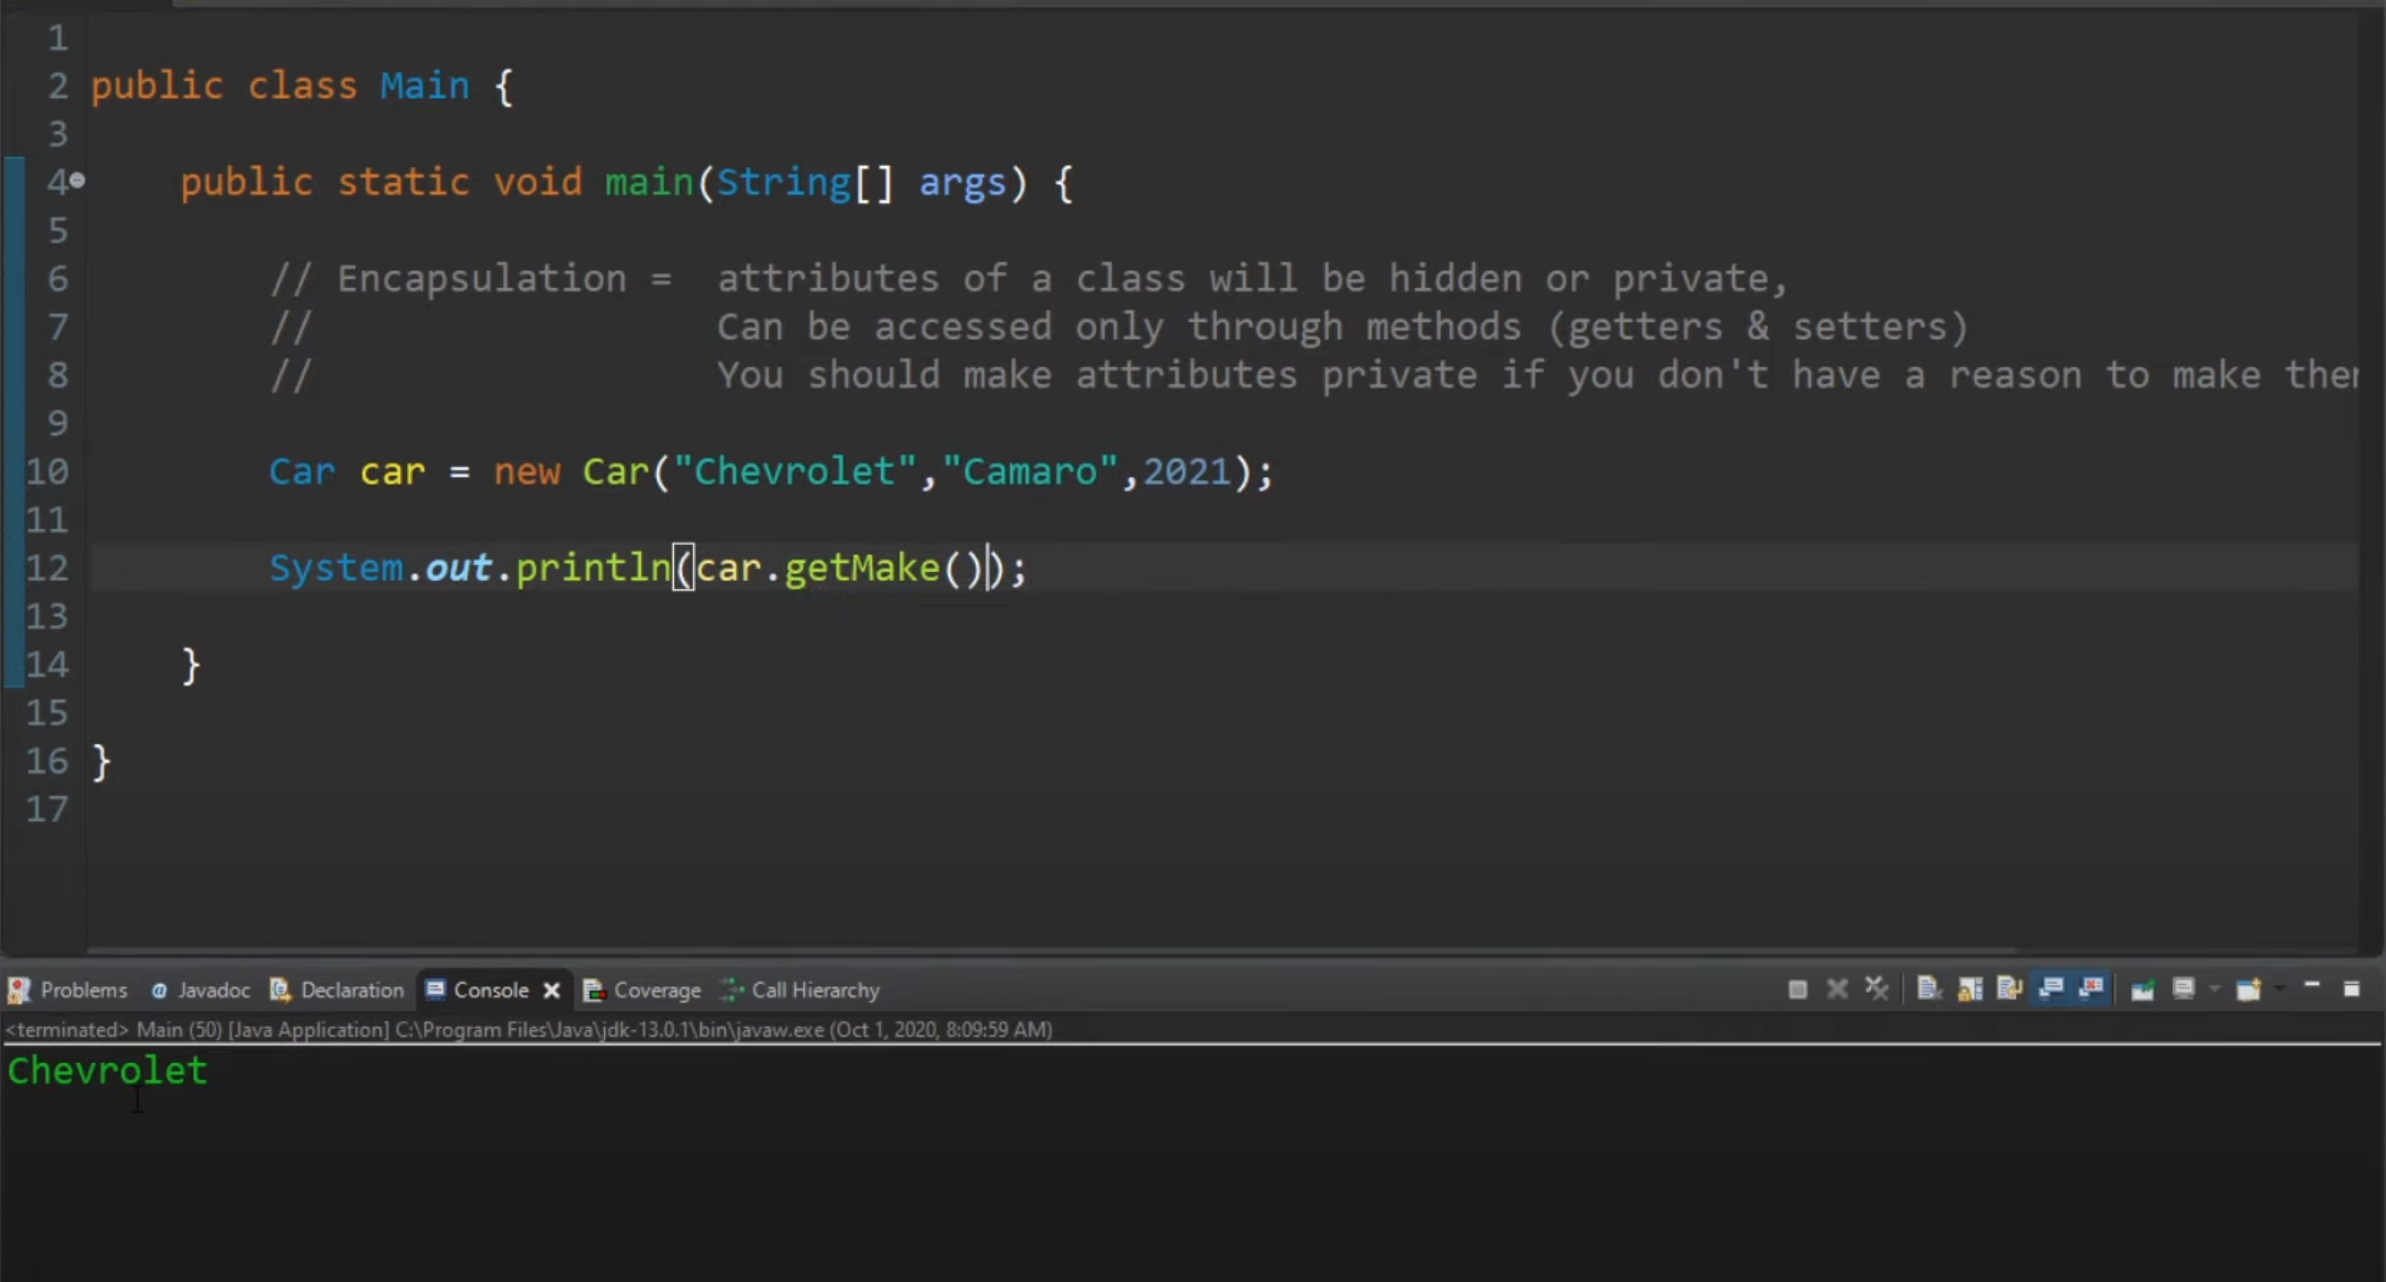 1
2 public class Main {
3
4 public static void main(String[] args) {
5
6 // Encapsulation = attributes of a class will be hidden or private,
7 // Can be accessed only through methods (getters & setters)
8 // You should make attributes private if you don't have a reason to make
9
10 Car car = new Car("Chevrolet","Camaro",2021);
11
12 System.out.println(car.getMake());
13
14 }
15
16 }
17
Problems @ Javadoc Declaration Console Coverage Call Hierarchy
<terminated> Main (50) [Java Application] C:\Program Files\Java\jdk-13.0.1\bin\javaw.exe (Oct 1, 2020, 8:09:59 AM)
Chevrolet